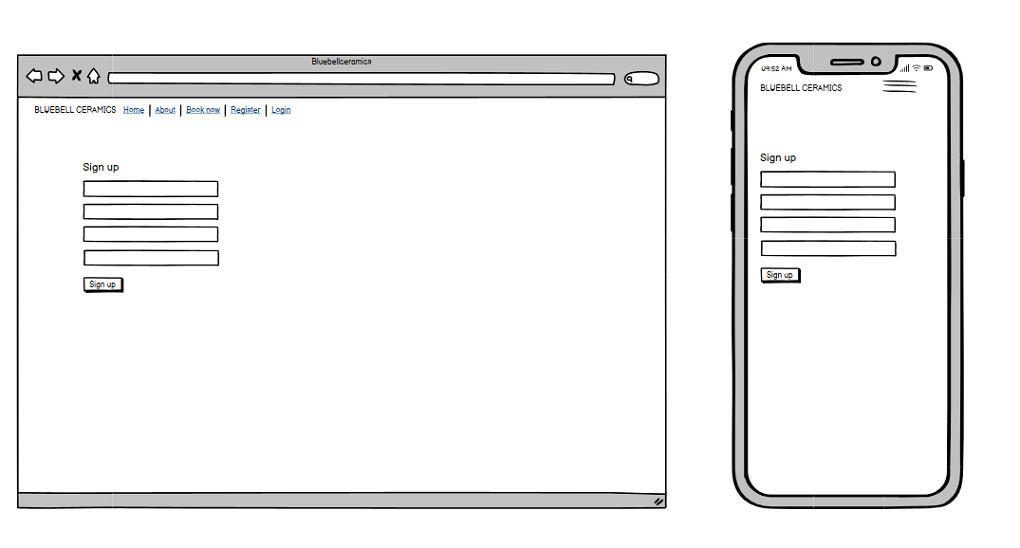 Bluebellceramics
BLUEBELL CERAMICS Home | About | Book now | Register | Login
Sign up
Sign up
09:52 AM
BLUEBELL CERAMICS
Sign up
Sign up